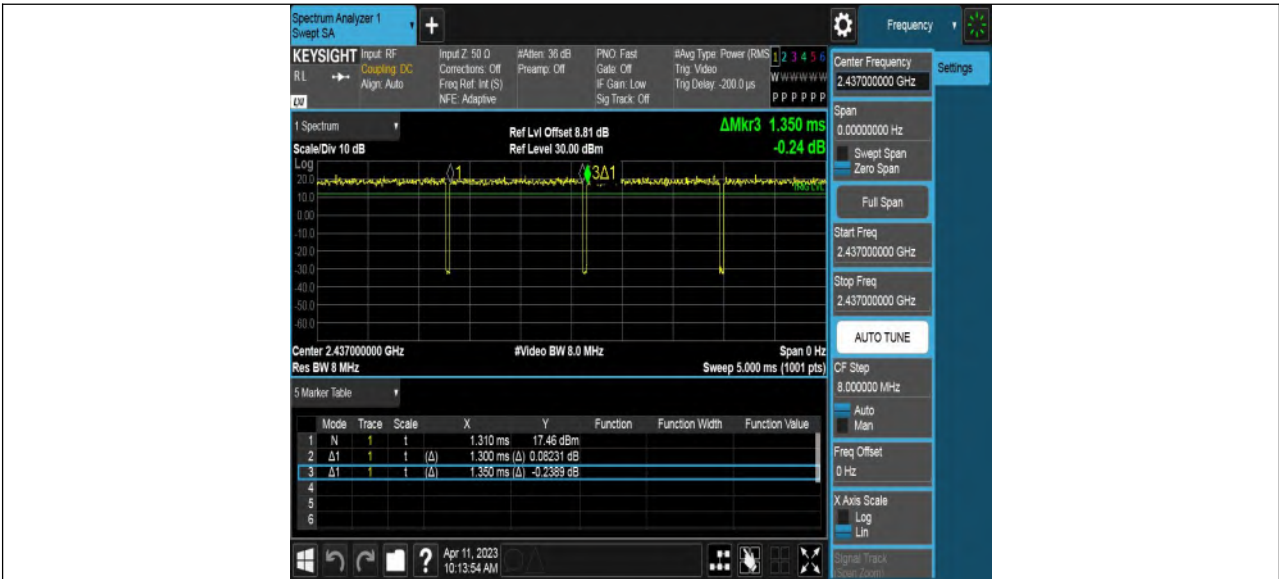 Spectrum Analyzer 1
Swept SA
+
Frequency
KEYSIGHT
RL
LXI
Input: RF
Coupling: DC
Align: Auto
Input Z: 50 Ω
Corrections: Off
Freq Ref: Int (S)
NFE: Adaptive
#Atten: 36 dB
Preamp: Off
PNO: Fast
Gate: Off
IF Gain: Low
Sig Track: Off
#Avg Type: Power (RMS
Trig: Video
Trig Delay: -200.0 µs
1 2 3 4 5 6
W W W W W W
P P P P P P
Center Frequency
2.437000000 GHz
Settings
Span
0.00000000 Hz
Swept Span
Zero Span
Full Span
Start Freq
2.437000000 GHz
Stop Freq
2.437000000 GHz
AUTO TUNE
CF Step
8.000000 MHz
Auto
Man
Freq Offset
0 Hz
X Axis Scale
Log
Lin
Signal Track
(Span Zoom)
1 Spectrum
Scale/Div 10 dB
Ref Lvl Offset 8.81 dB
Ref Level 30.00 dBm
ΔMkr3 1.350 ms
-0.24 dB
Log
20.0
10.0
0.00
-10.0
-20.0
-30.0
-40.0
-50.0
-60.0
1
3Δ1
TRIG LVL
Center 2.437000000 GHz
#Video BW 8.0 MHz
Span 0 Hz
Res BW 8 MHz
Sweep 5.000 ms (1001 pts)
5 Marker Table
Mode Trace Scale X Y Function Function Width Function Value
1 N 1 t 1.310 ms 17.46 dBm
2 Δ1 1 t (Δ) 1.300 ms (Δ) 0.08231 dB
3 Δ1 1 t (Δ) 1.350 ms (Δ) -0.2389 dB
4
5
6
?
Apr 11, 2023
10:13:54 AM